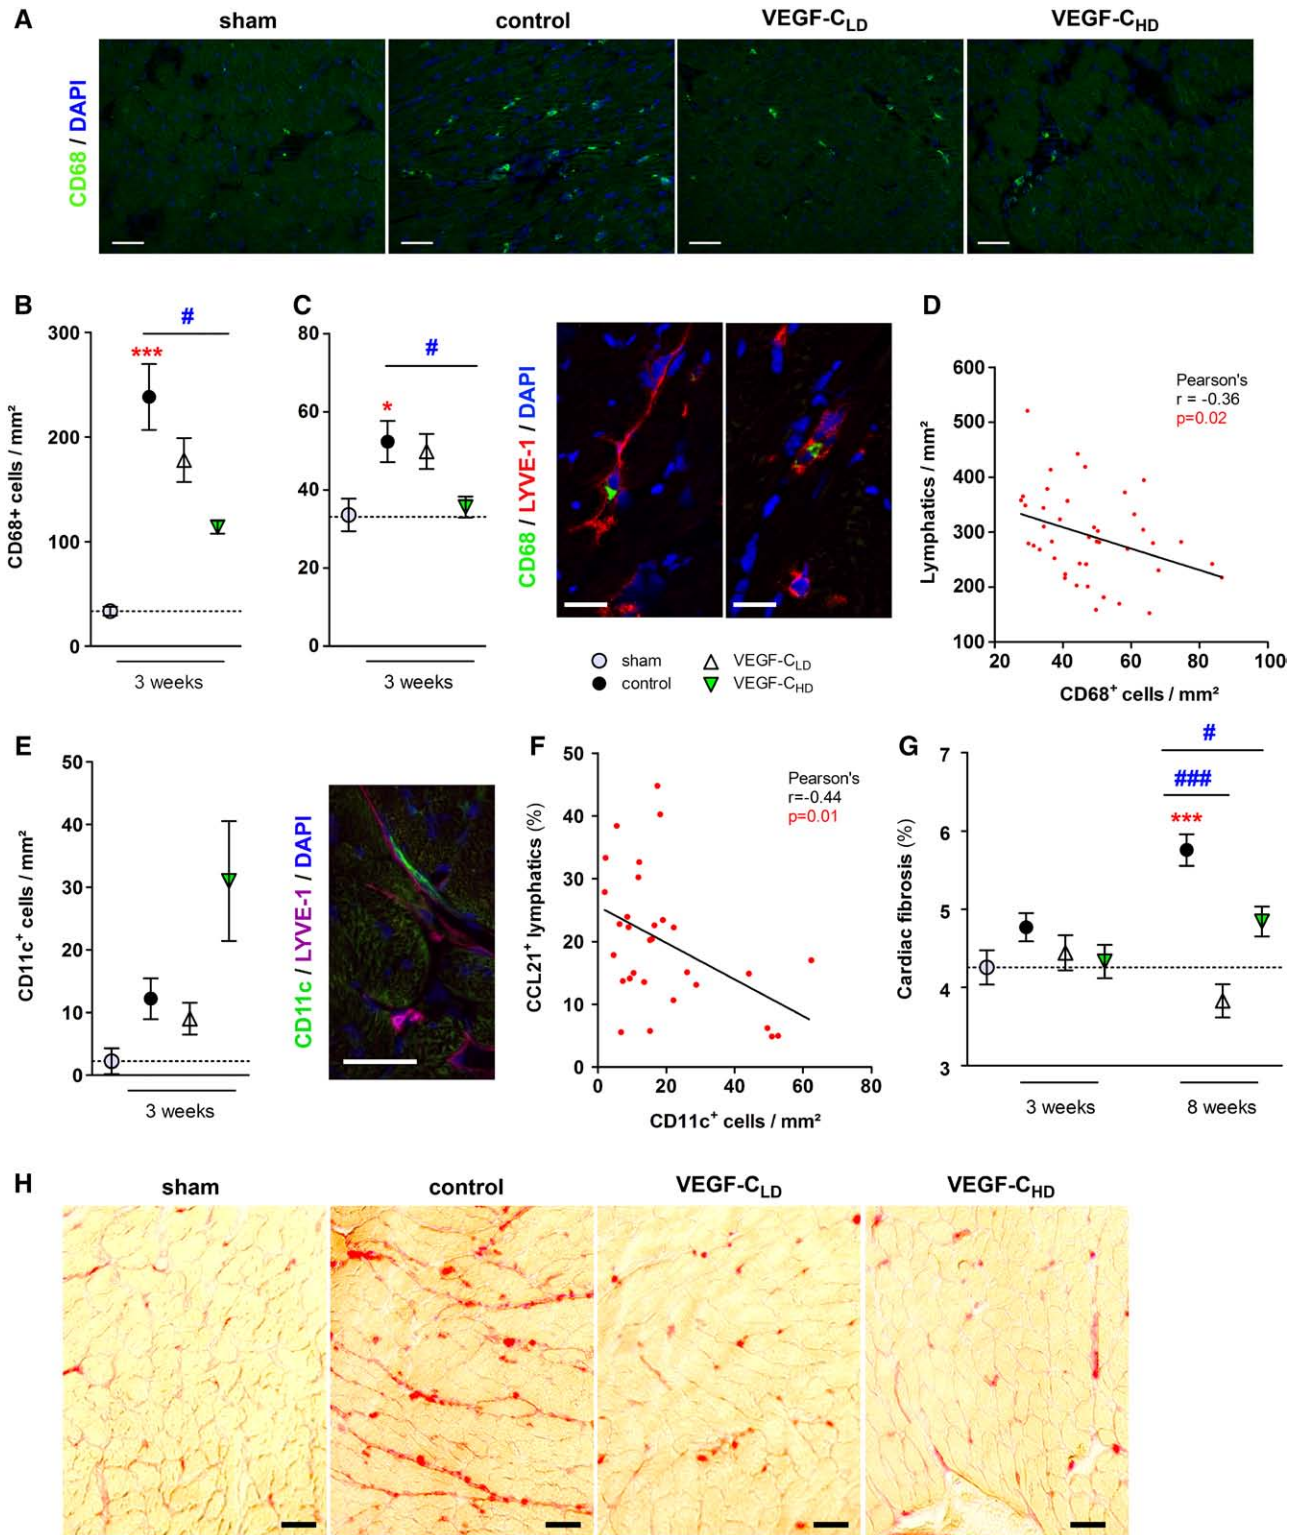 A
sham
control
VEGF-CLD
VEGF-CHD
CD68 / DAPI
B
300
200
100
0
CD68+ cells / mm²
***
#
3 weeks
C
80
60
40
20
0
*
#
3 weeks
CD68 / LYVE-1 / DAPI
sham
control
VEGF-CLD
VEGF-CHD
D
600
500
400
300
200
100
Lymphatics / mm²
Pearson's
r = -0.36
p=0.02
20 40 60 80 100
CD68+ cells / mm²
E
50
40
30
20
10
0
CD11c+ cells / mm²
3 weeks
CD11c / LYVE-1 / DAPI
F
50
40
30
20
10
0
CCL21+ lymphatics (%)
Pearson's
r=-0.44
p=0.01
0 20 40 60 80
CD11c+ cells / mm²
G
7
6
5
4
3
Cardiac fibrosis (%)
#
###
***
3 weeks
8 weeks
H
sham
control
VEGF-CLD
VEGF-CHD